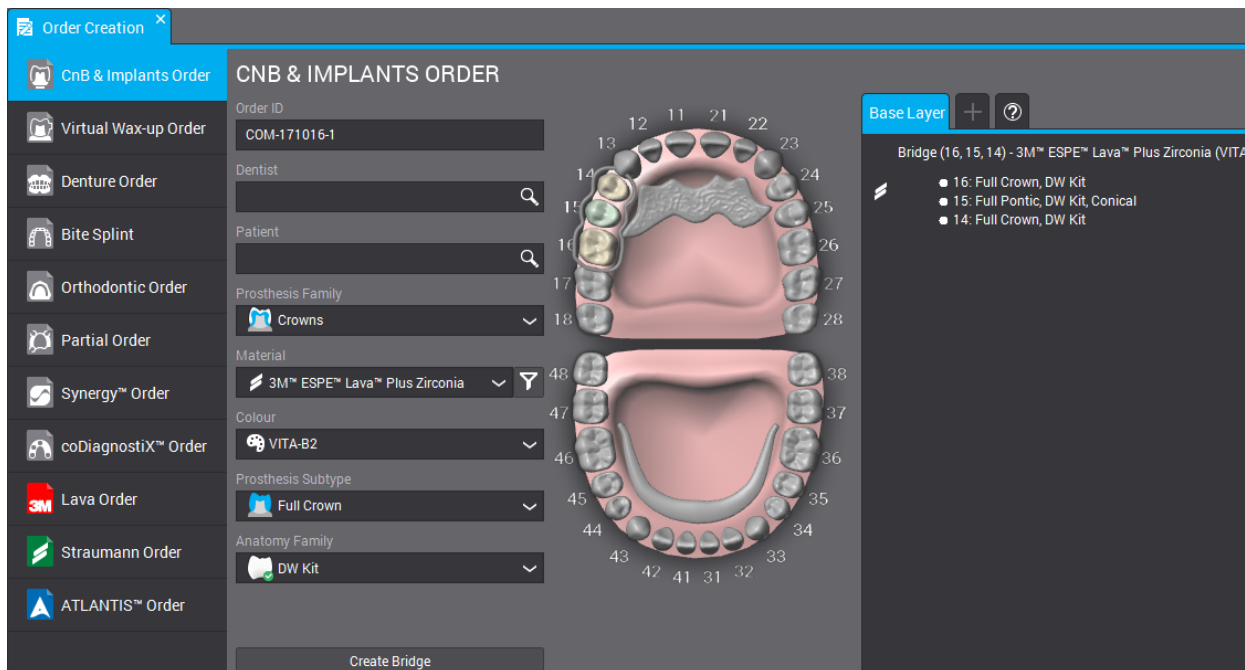 Order Creation
CnB & Implants Order
Virtual Wax-up Order
Denture Order
Bite Splint
Orthodontic Order
Partial Order
Synergy™ Order
coDiagnostiX™ Order
3M
Lava Order
Straumann Order
ATLANTIS™ Order
CNB & IMPLANTS ORDER
Order ID
COM-171016-1
Dentist
Patient
Prosthesis Family
Crowns
Material
3M™ ESPE™ Lava™ Plus Zirconia
Colour
VITA-B2
Prosthesis Subtype
Full Crown
Anatomy Family
DW Kit
Create Bridge
12 11 21 22
13 23
14 24
15 25
16 26
17 27
18 28
48 38
47 37
46 36
45 35
44 34
43 33
42 41 31 32
Base Layer + ?
Bridge (16, 15, 14) - 3M™ ESPE™ Lava™ Plus Zirconia (VITA
16: Full Crown, DW Kit
15: Full Pontic, DW Kit, Conical
14: Full Crown, DW Kit